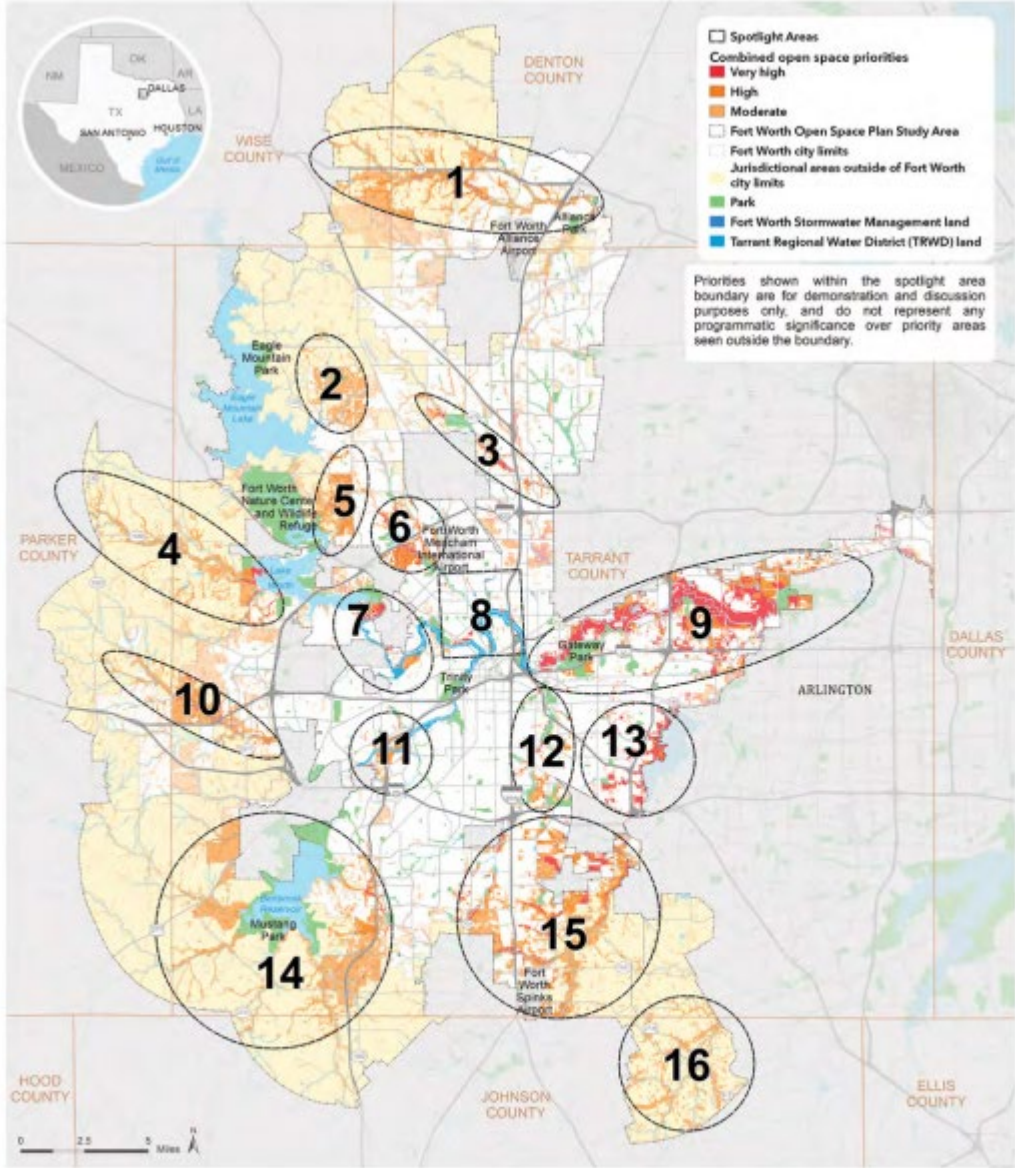 NM
OK
AR
DALLAS
TX
LA
SAN ANTONIO
HOUSTON
MEXICO
Gulf of
Mexico
Spotlight Areas
Combined open space priorities
Very high
High
Moderate
Fort Worth Open Space Plan Study Area
Fort Worth city limits
Jurisdictional areas outside of Fort Worth
city limits
Park
Fort Worth Stormwater Management land
Tarrant Regional Water District (TRWD) land
Priorities shown within the spotlight area
boundary are for demonstration and discussion
purposes only, and do not represent any
programmatic significance over priority areas
seen outside the boundary.
DENTON
COUNTY
WISE
COUNTY
1
Alliance
Park
Fort Worth
Alliance
Airport
Eagle
Mountain
Park
2
Eagle
Mountain
Lake
3
Fort Worth
Nature Center
and Wildlife
Refuge
5
6
Fort Worth
Meacham
International
Airport
PARKER
COUNTY
4
TARRANT
COUNTY
Lake
Worth
7
8
9
Gateway
Park
DALLAS
COUNTY
Trinity
Park
ARLINGTON
10
11
12
13
Benbrook
Reservoir
Mustang
Park
14
15
Fort
Worth
Spinks
Airport
16
HOOD
COUNTY
JOHNSON
COUNTY
ELLIS
COUNTY
0 2.5 5
Miles
N